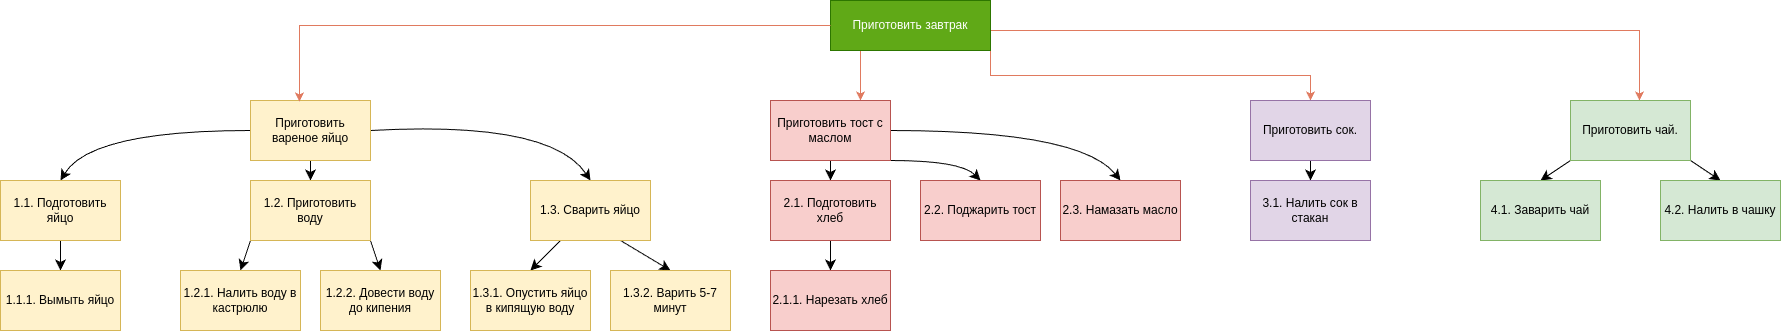 Приготовить завтрак
Приготовить
вареное яйцо
Приготовить тост с
маслом
Приготовить сок.
Приготовить чай.
1.1. Подготовить
яйцо
1.2. Приготовить
воду
1.3. Сварить яйцо
2.1. Подготовить
хлеб
2.2. Поджарить тост
2.3. Намазать масло
3.1. Налить сок в
стакан
4.1. Заварить чай
4.2. Налить в чашку
1.1.1. Вымыть яйцо
1.2.1. Налить воду в
кастрюлю
1.2.2. Довести воду
до кипения
1.3.1. Опустить яйцо
в кипящую воду
1.3.2. Варить 5-7
минут
2.1.1. Нарезать хлеб